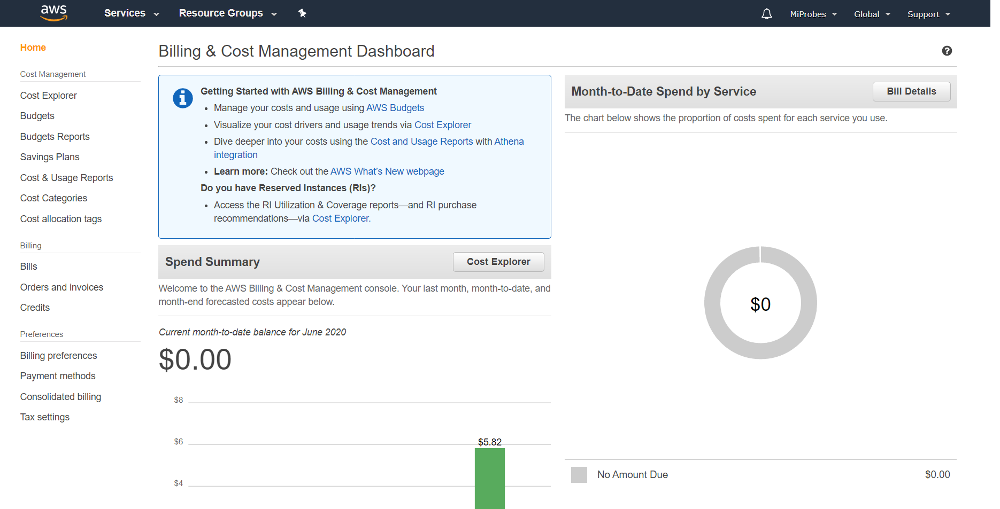 aws
Services
Resource Groups
MiProbes
Global
Support
Home
Cost Management
Cost Explorer
Budgets
Budgets Reports
Savings Plans
Cost & Usage Reports
Cost Categories
Cost allocation tags
Billing
Bills
Orders and invoices
Credits
Preferences
Billing preferences
Payment methods
Consolidated billing
Tax settings
Billing & Cost Management Dashboard
Getting Started with AWS Billing & Cost Management
Manage your costs and usage using AWS Budgets
Visualize your cost drivers and usage trends via Cost Explorer
Dive deeper into your costs using the Cost and Usage Reports with Athena
integration
Learn more: Check out the AWS What's New webpage
Do you have Reserved Instances (RIs)?
Access the RI Utilization & Coverage reports—and RI purchase
recommendations—via Cost Explorer.
Spend Summary
Cost Explorer
Welcome to the AWS Billing & Cost Management console. Your last month, month-to-date, and
month-end forecasted costs appear below.
Current month-to-date balance for June 2020
$0.00
$8
$6
$5.82
$4
Month-to-Date Spend by Service
Bill Details
The chart below shows the proportion of costs spent for each service you use.
$0
No Amount Due
$0.00